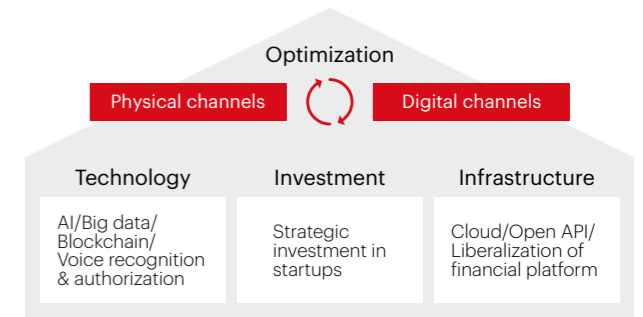 Optimization
Physical channels
Digital channels
Technology
Investment
Infrastructure
AI/Big data/
Blockchain/
Voice recognition
& authorization
Strategic
investment in
startups
Cloud/Open API/
Liberalization of
financial platform